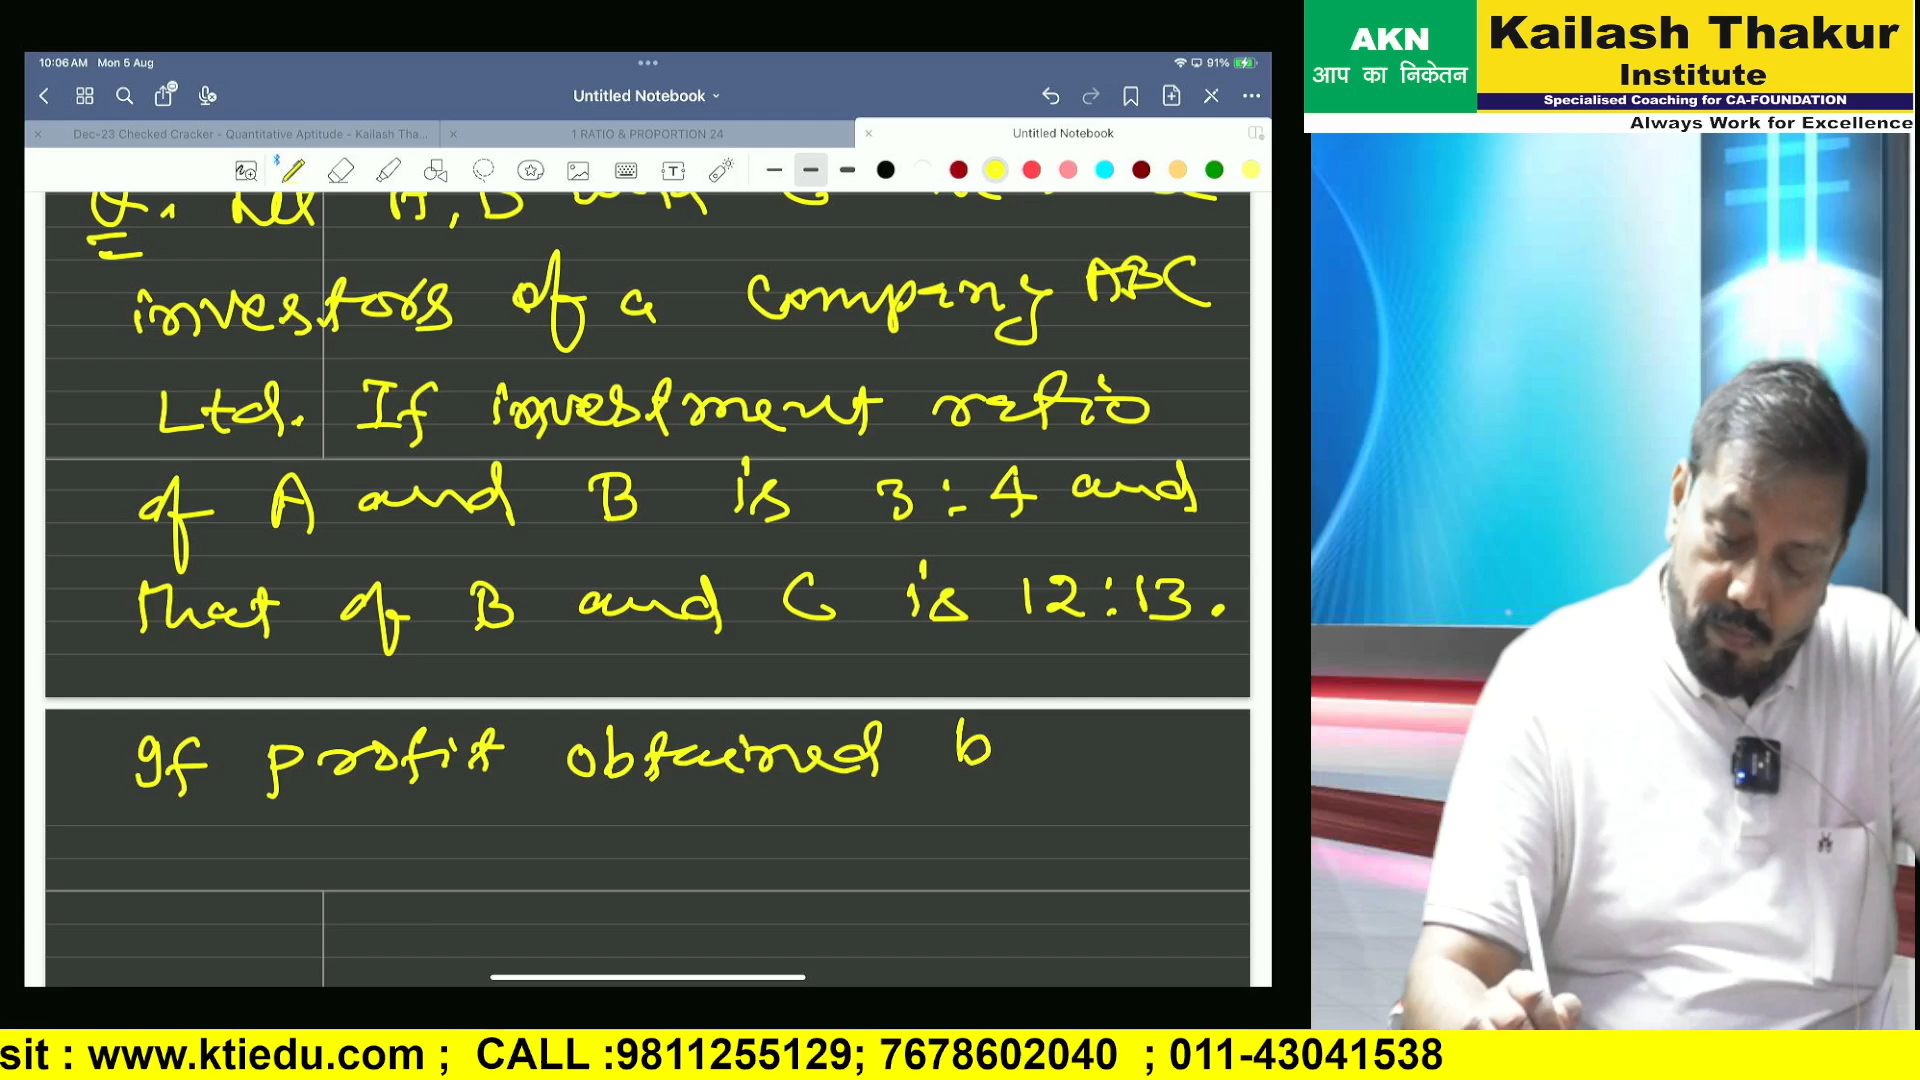 AKN
आप का निकेतन
Kailash Thakur
Institute
Specialised Coaching for CA-FOUNDATION
Always Work for Excellence
10:06 AM Mon 5 Aug
91%
Untitled Notebook
Dec-23 Checked Cracker - Quantitative Aptitude - Kailash Tha...
1 RATIO & PROPORTION 24
Untitled Notebook
Q. Let A, B and C
investors of a company ABC
Ltd. If investment ratio
of A and B is 3:4 and
that of B and C is 12:13.
If profit obtained b
sit : www.ktiedu.com ; CALL :9811255129; 7678602040 ; 011-43041538